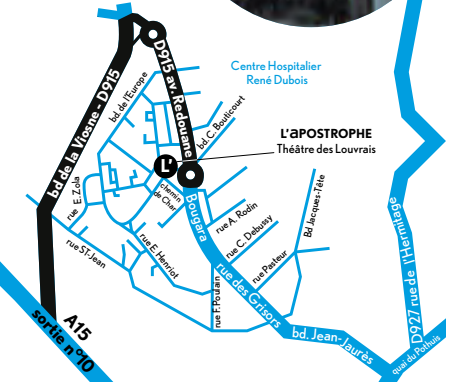 D915 av. Redouane
Centre Hospitalier
René Dubois
bd. de l'Europe
bd de la Viosne - D915
bd. C. Bouticourt
L'aPOSTROPHE
Théâtre des Louvrais
L'
chemin
de Char
rue E. Zola
Bougara
rue A. Rodin
rue C. Debussy
Bd Jacques-Tête
rue ST-Jean
rue E. Henriot
rue Pasteur
D927 rue de l'Hermitage
rue F. Poulain
rue des Grisors
bd. Jean-Jaurès
quai du Pothuis
A15
sortie n°10